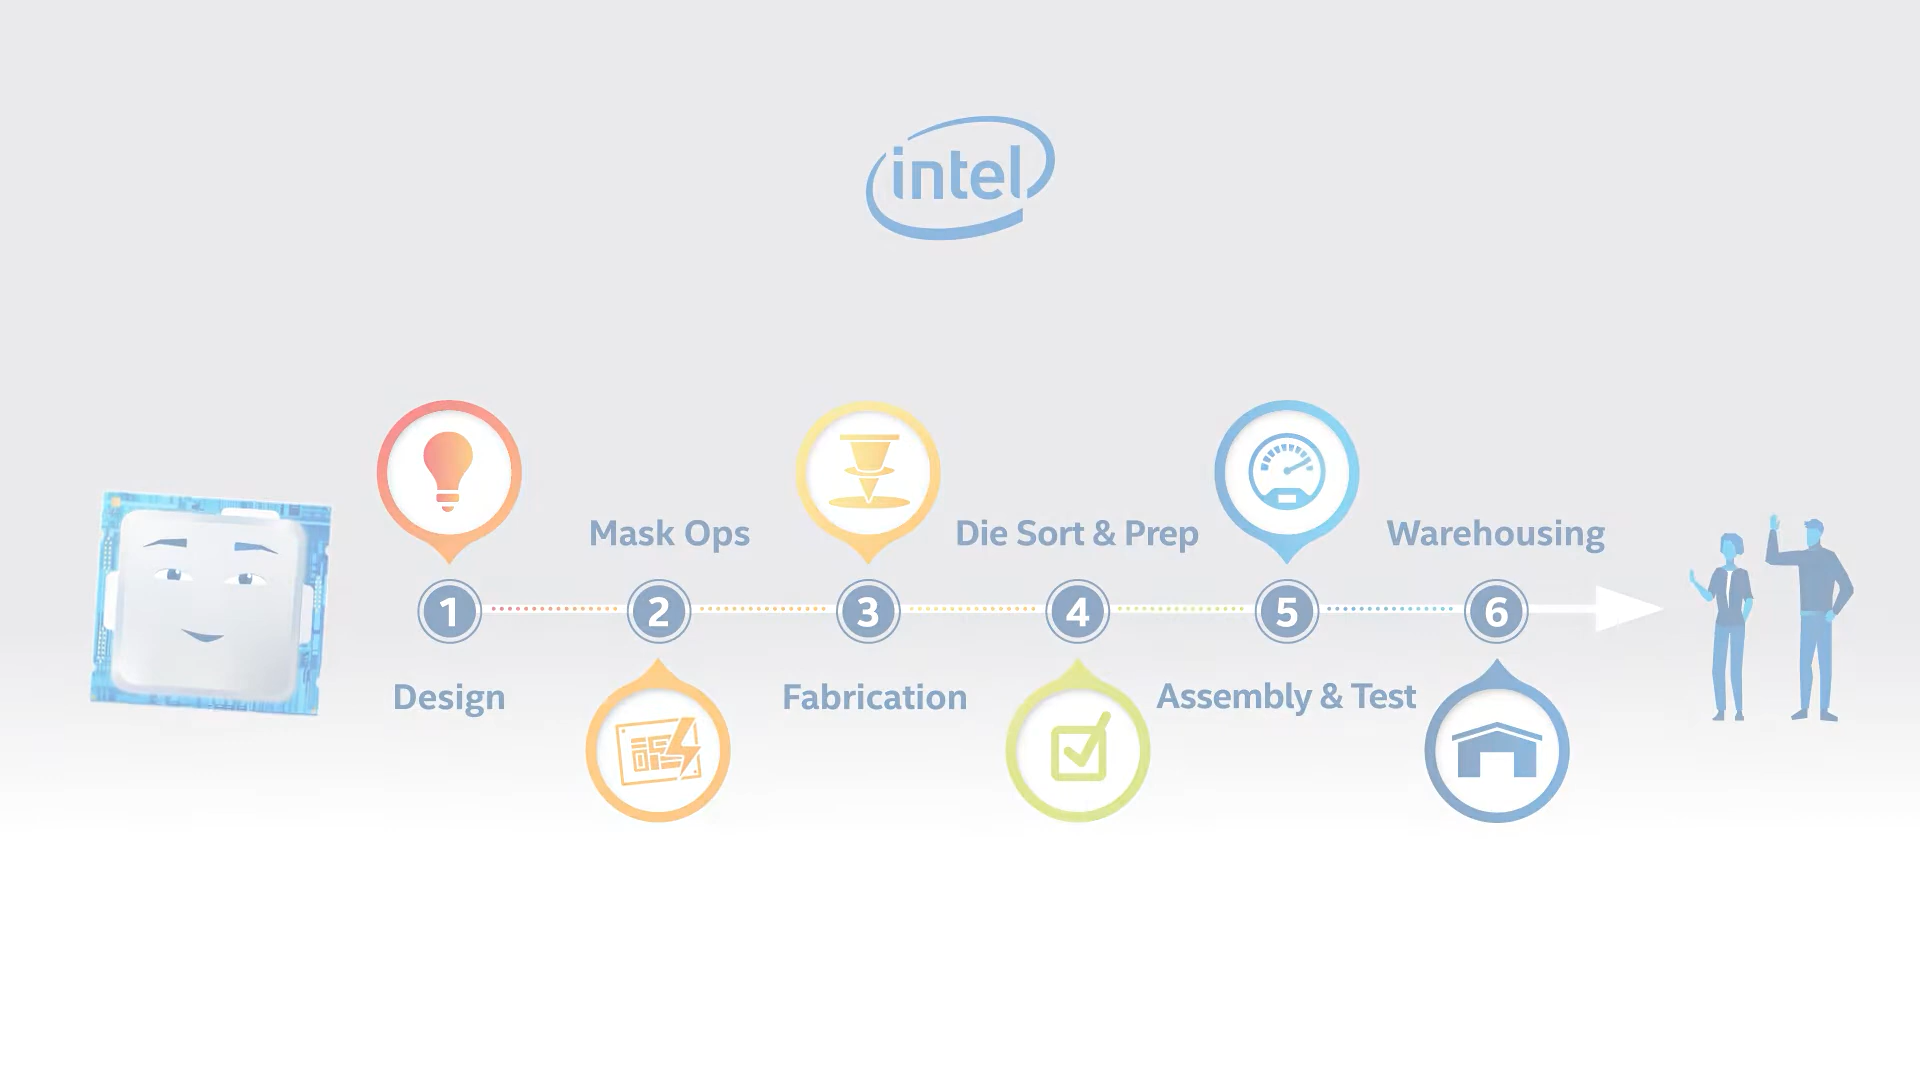 intel
Mask Ops
Die Sort & Prep
Warehousing
1
2
3
4
5
6
Design
Fabrication
Assembly & Test